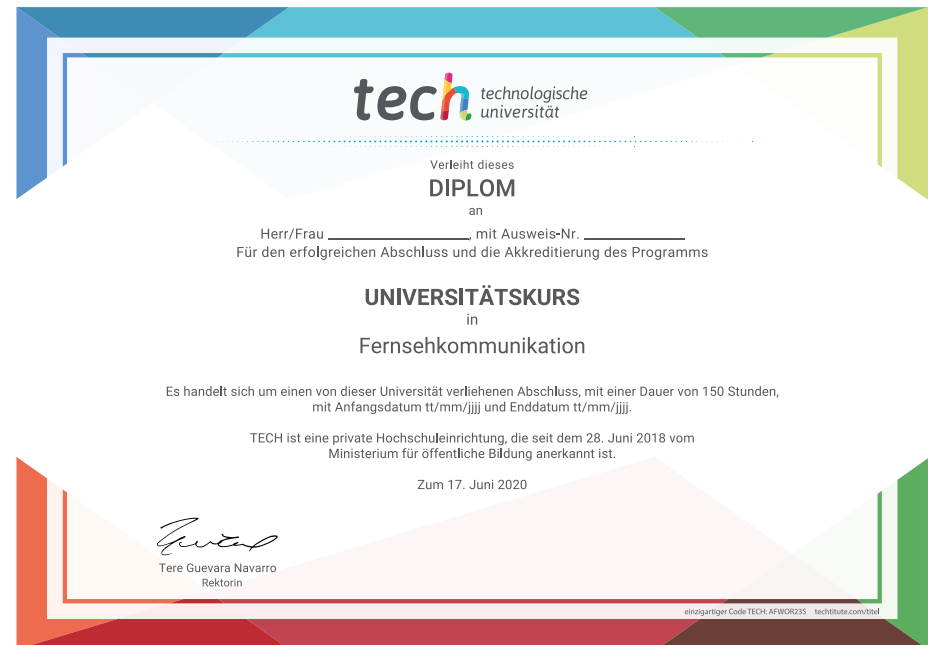 tech technologische
universität
Verleiht dieses
DIPLOM
an
Herr/Frau ____________________, mit Ausweis-Nr. ______________
Für den erfolgreichen Abschluss und die Akkreditierung des Programms
UNIVERSITÄTSKURS
in
Fernsehkommunikation
Es handelt sich um einen von dieser Universität verliehenen Abschluss, mit einer Dauer von 150 Stunden,
mit Anfangsdatum tt/mm/jjjj und Enddatum tt/mm/jjjj.
TECH ist eine private Hochschuleinrichtung, die seit dem 28. Juni 2018 vom
Ministerium für öffentliche Bildung anerkannt ist.
Zum 17. Juni 2020
Tere Guevara Navarro
Rektorin
einzigartiger Code TECH: AFWOR23S techtitute.com/titel